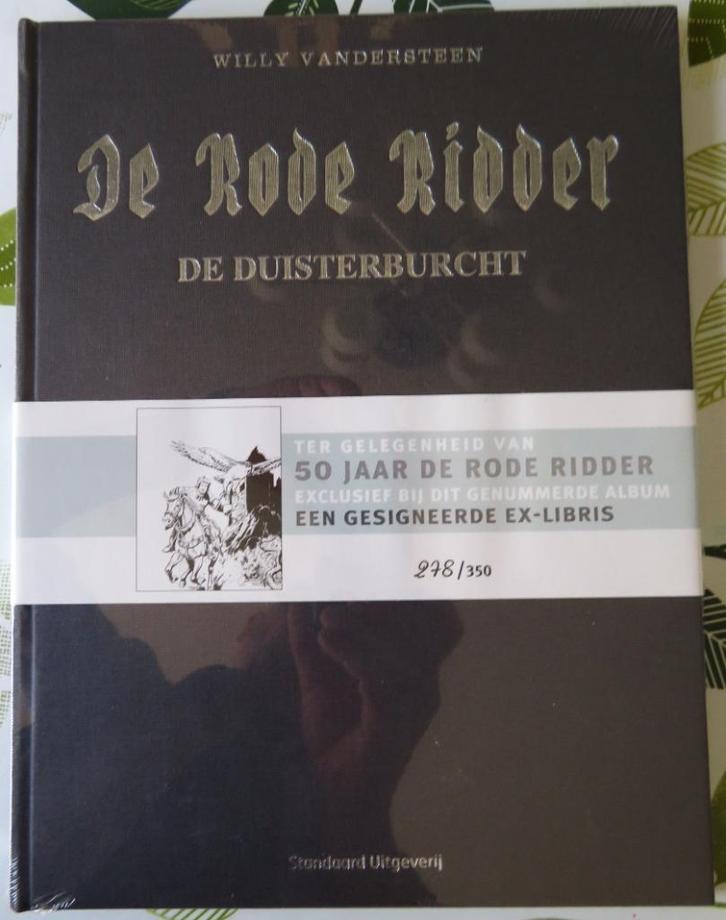 WILLY VANDERSTEEN
De Rode Ridder
DE DUISTERBURCHT
TER GELEGENHEID VAN
50 JAAR DE RODE RIDDER
EXCLUSIEF BIJ DIT GENUMMERDE ALBUM
EEN GESIGNEERDE EX-LIBRIS
278/350
Standaard Uitgeverij